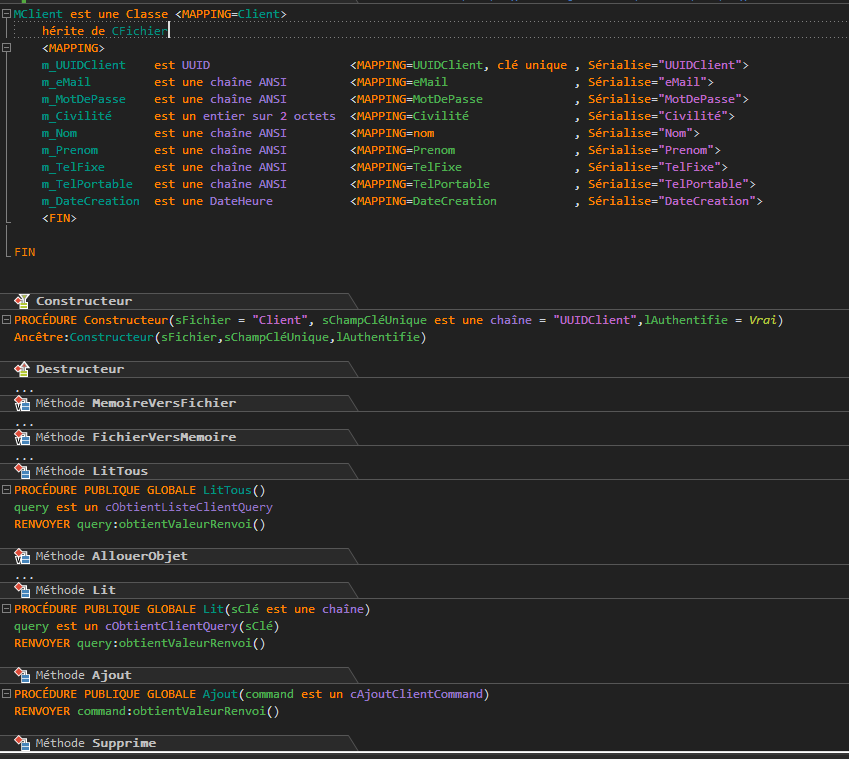 MClient est une Classe <MAPPING=Client>
hérite de CFichier
<MAPPING>
m_UUIDClient est UUID <MAPPING=UUIDClient, clé unique , Sérialise="UUIDClient">
m_eMail est une chaîne ANSI <MAPPING=eMail , Sérialise="eMail">
m_MotDePasse est une chaîne ANSI <MAPPING=MotDePasse , Sérialise="MotDePasse">
m_Civilité est un entier sur 2 octets <MAPPING=Civilité , Sérialise="Civilité">
m_Nom est une chaîne ANSI <MAPPING=nom , Sérialise="Nom">
m_Prenom est une chaîne ANSI <MAPPING=Prenom , Sérialise="Prenom">
m_TelFixe est une chaîne ANSI <MAPPING=TelFixe , Sérialise="TelFixe">
m_TelPortable est une chaîne ANSI <MAPPING=TelPortable , Sérialise="TelPortable">
m_DateCreation est une DateHeure <MAPPING=DateCreation , Sérialise="DateCreation">
<FIN>
FIN
Constructeur
PROCÉDURE Constructeur(sFichier = "Client", sChampCléUnique est une chaîne = "UUIDClient",lAuthentifie = Vrai)
Ancêtre:Constructeur(sFichier,sChampCléUnique,lAuthentifie)
Destructeur
...
Méthode MemoireVersFichier
...
Méthode FichierVersMemoire
...
Méthode LitTous
PROCÉDURE PUBLIQUE GLOBALE LitTous()
query est un cObtientListeClientQuery
RENVOYER query:obtientValeurRenvoi()
Méthode AllouerObjet
...
Méthode Lit
PROCÉDURE PUBLIQUE GLOBALE Lit(sClé est une chaîne)
query est un cObtientClientQuery(sClé)
RENVOYER query:obtientValeurRenvoi()
Méthode Ajout
PROCÉDURE PUBLIQUE GLOBALE Ajout(command est un cAjoutClientCommand)
RENVOYER command:obtientValeurRenvoi()
Méthode Supprime